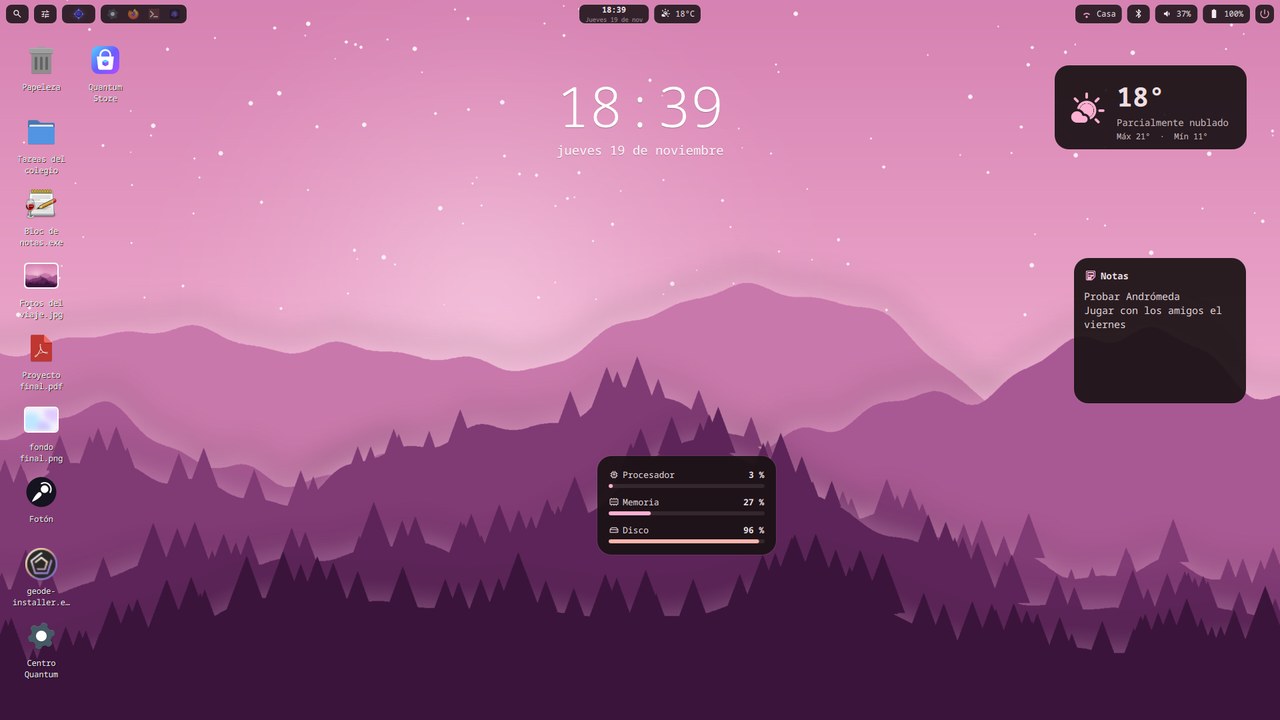 18:39
Jueves 19 de nov
18°C
Casa
37%
100%
Papelera
Quantum
Store
Tareas del
colegio
Bloc de
notas.exe
Fotos del
viaje.jpg
Proyecto
final.pdf
fondo
final.png
Fotón
geode-
installer.e…
Centro
Quantum
18:39
jueves 19 de noviembre
18°
Parcialmente nublado
Máx 21° · Mín 11°
Notas
Probar Andrómeda
Jugar con los amigos el
viernes
Procesador 3 %
Memoria 27 %
Disco 96 %